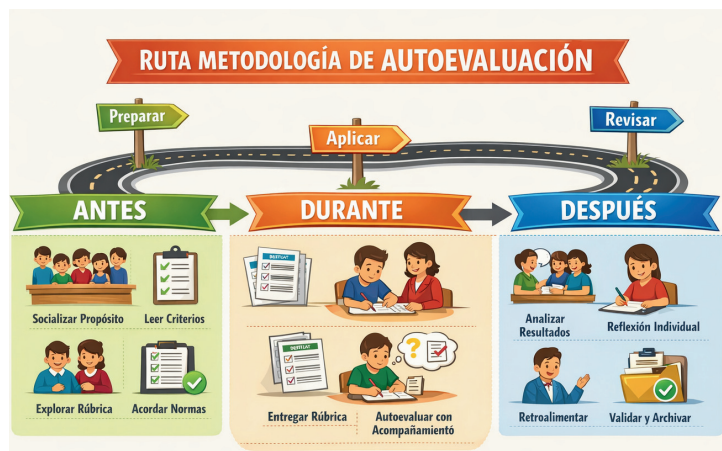 RUTA METODOLOGÍA DE AUTOEVALUACIÓN
Preparar
Aplicar
Revisar
ANTES
DURANTE
DESPUÉS
Socializar Propósito
Leer Criterios
Explorar Rúbrica
Acordar Normas
Entregar Rúbrica
Autoevaluar con
Acompañamientó
Analizar
Resultados
Reflexión Individual
Retroalimentar
Validar y Archivar